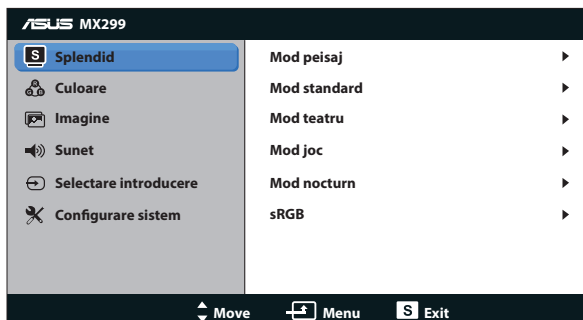 ASUS MX299
S Splendid
Culoare
Imagine
Sunet
Selectare introducere
Configurare sistem
Mod peisaj
Mod standard
Mod teatru
Mod joc
Mod nocturn
sRGB
Move Menu S Exit